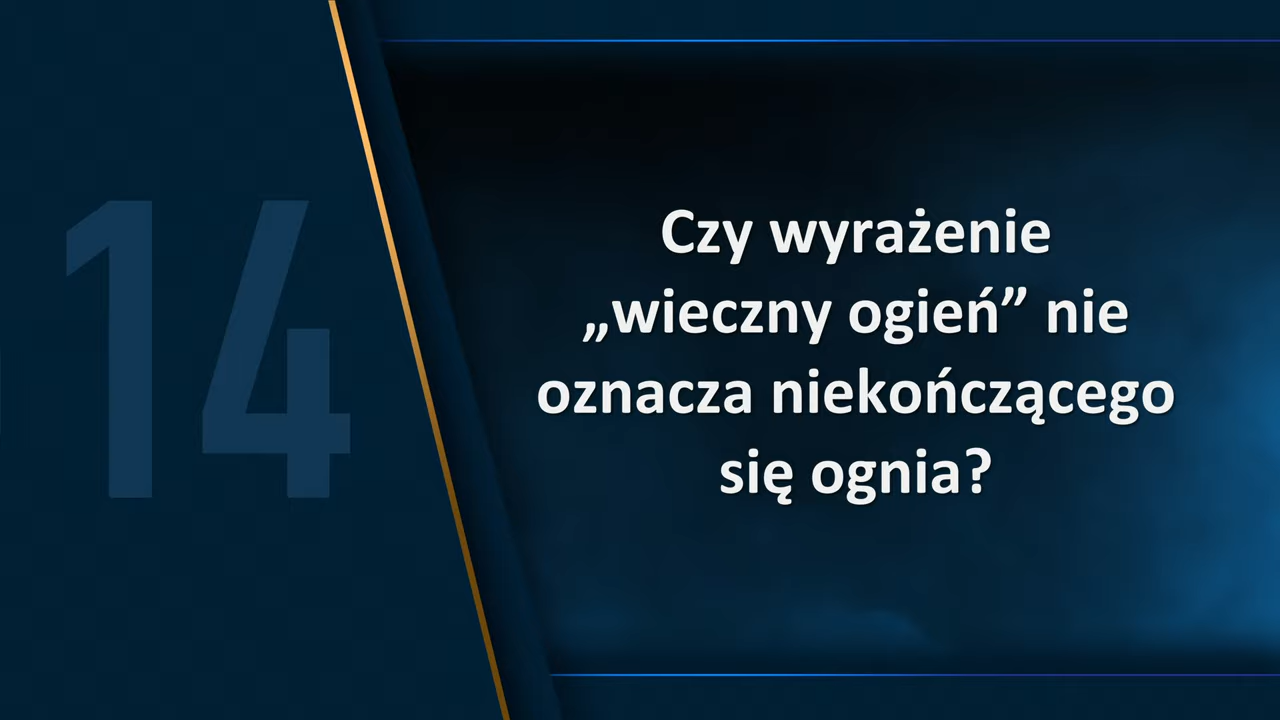 14
Czy wyrażenie
„wieczny ogień” nie
oznacza niekończącego
się ognia?